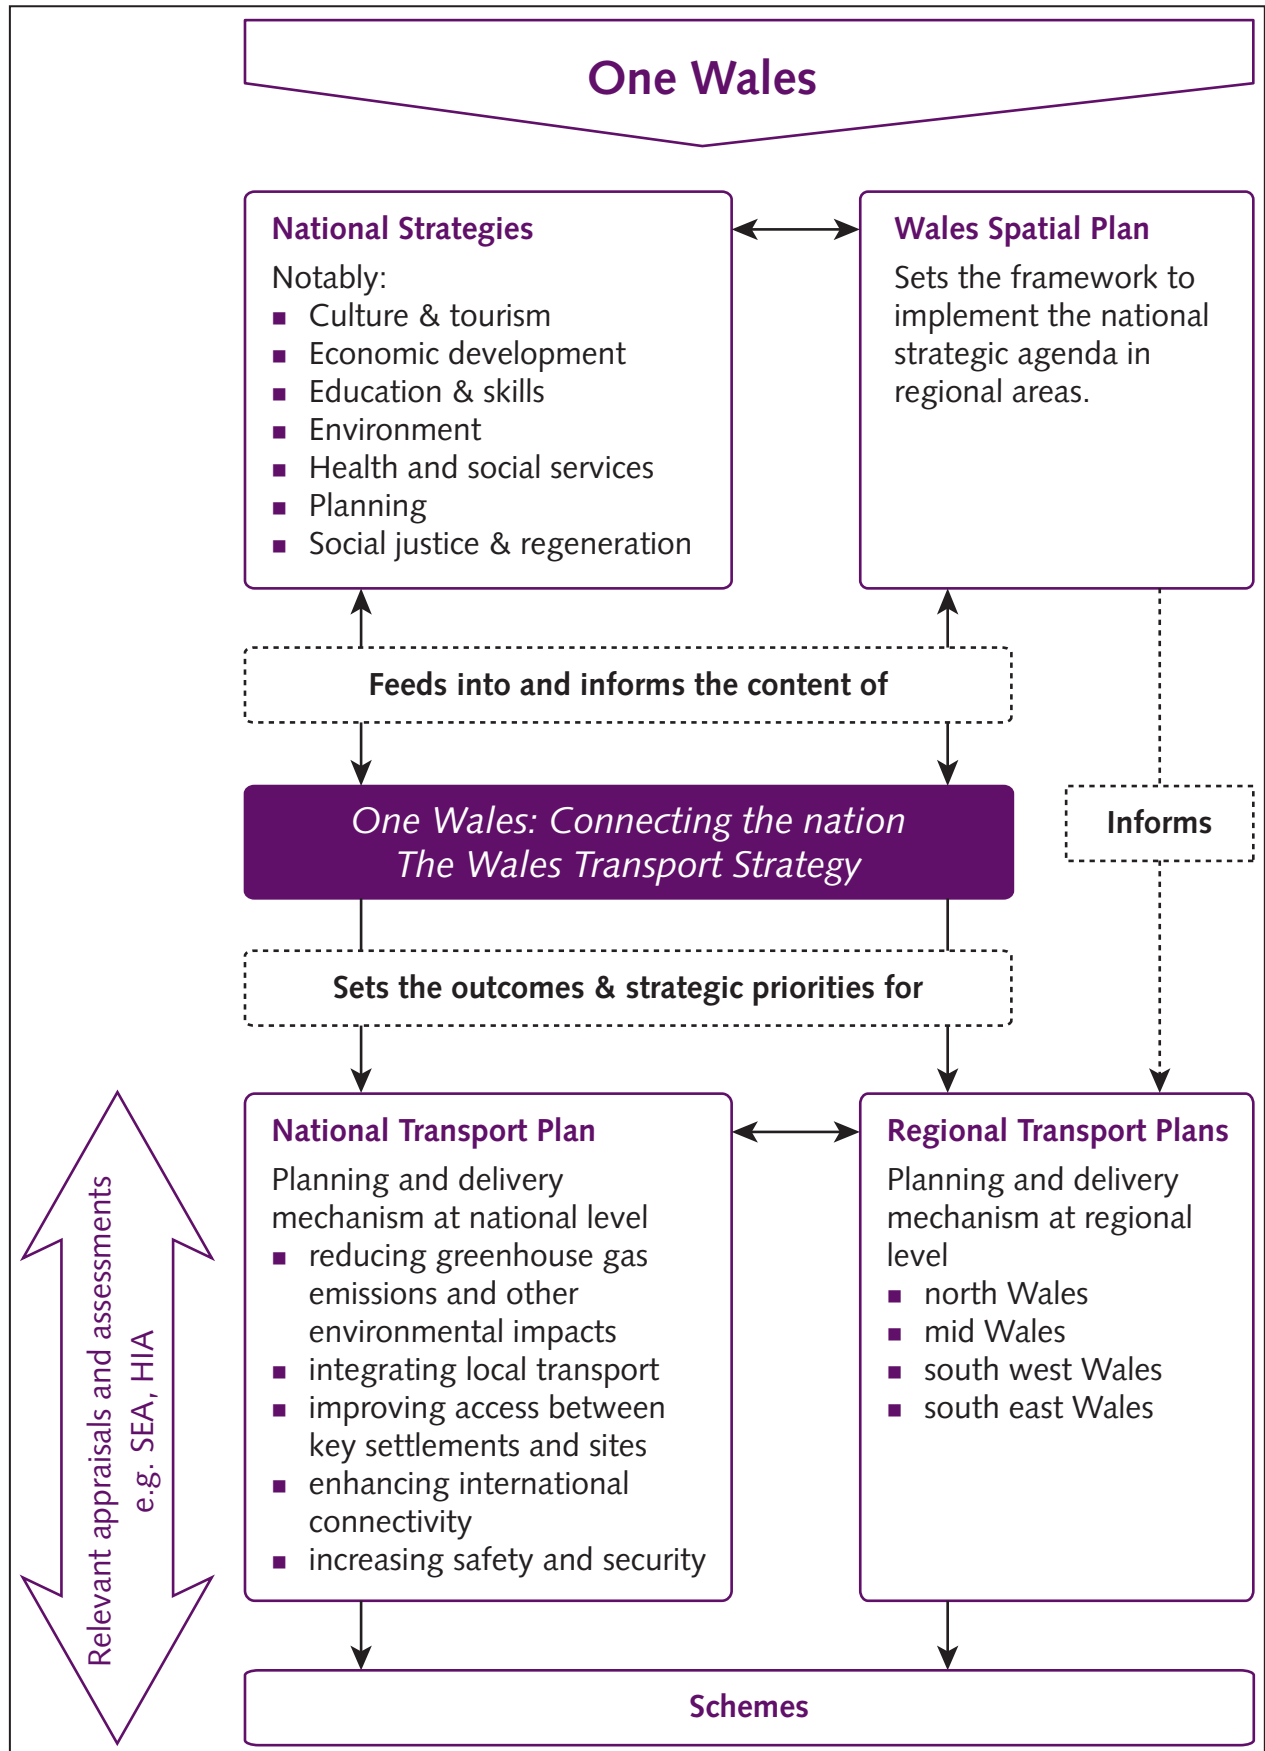 One Wales
National Strategies
Notably:
■ Culture & tourism
■ Economic development
■ Education & skills
■ Environment
■ Health and social services
■ Planning
■ Social justice & regeneration
Wales Spatial Plan
Sets the framework to
implement the national
strategic agenda in
regional areas.
Feeds into and informs the content of
One Wales: Connecting the nation
The Wales Transport Strategy
Informs
Sets the outcomes & strategic priorities for
Relevant appraisals and assessments
e.g. SEA, HIA
National Transport Plan
Planning and delivery
mechanism at national level
■ reducing greenhouse gas
emissions and other
environmental impacts
■ integrating local transport
■ improving access between
key settlements and sites
■ enhancing international
connectivity
■ increasing safety and security
Regional Transport Plans
Planning and delivery
mechanism at regional
level
■ north Wales
■ mid Wales
■ south west Wales
■ south east Wales
Schemes